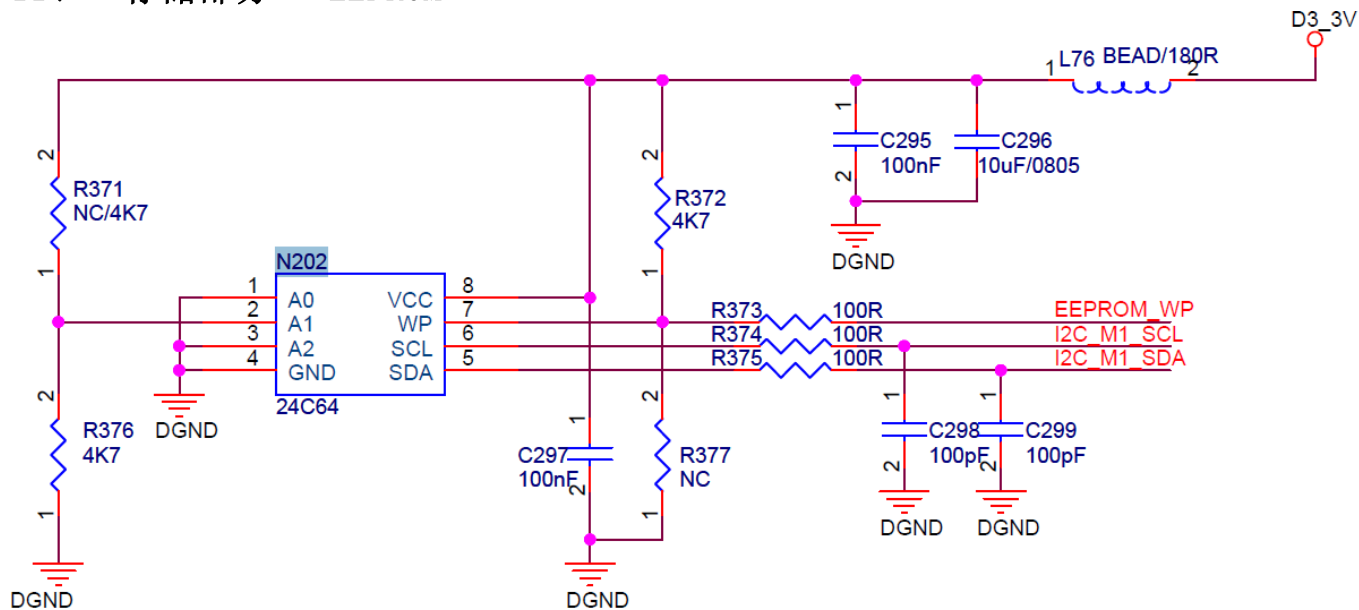 D3_3V
L76 BEAD/180R
1 2
1 C295 100nF 2
C296 10uF/0805
2 R371 NC/4K7 1
2 R372 4K7 1
N202
1 A0 VCC 8
2 A1 WP 7
3 A2 SCL 6
4 GND SDA 5
24C64
DGND
R373 100R EEPROM_WP
R374 100R I2C_M1_SCL
R375 100R I2C_M1_SDA
DGND
2 R376 4K7 1
1 C297 100nF 2
2 R377 NC 1
1 C298 100pF 2
1 C299 100pF 2
DGND
DGND
DGND
DGND